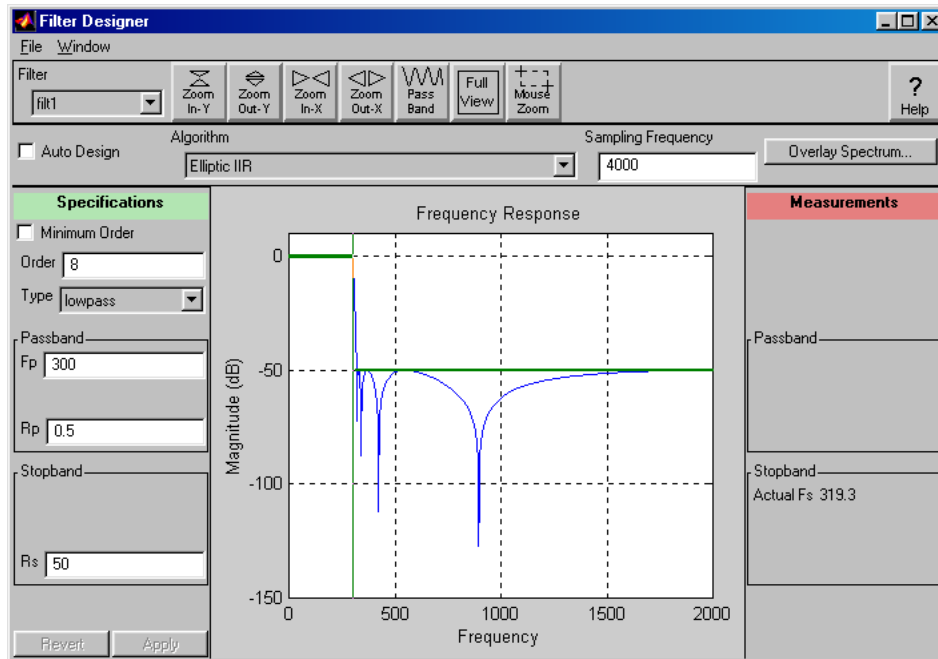 Filter Designer
File Window
Filter
filt1
Zoom In-Y
Zoom Out-Y
Zoom In-X
Zoom Out-X
Pass Band
Full View
Mouse Zoom
? Help
Auto Design
Algorithm
Elliptic IIR
Sampling Frequency
4000
Overlay Spectrum...
Specifications
Minimum Order
Order 8
Type lowpass
Passband
Fp 300
Rp 0.5
Stopband
Rs 50
Revert Apply
Frequency Response
Magnitude (dB)
0
-50
-100
-150
0 500 1000 1500 2000
Frequency
Measurements
Passband
Stopband
Actual Fs 319.3